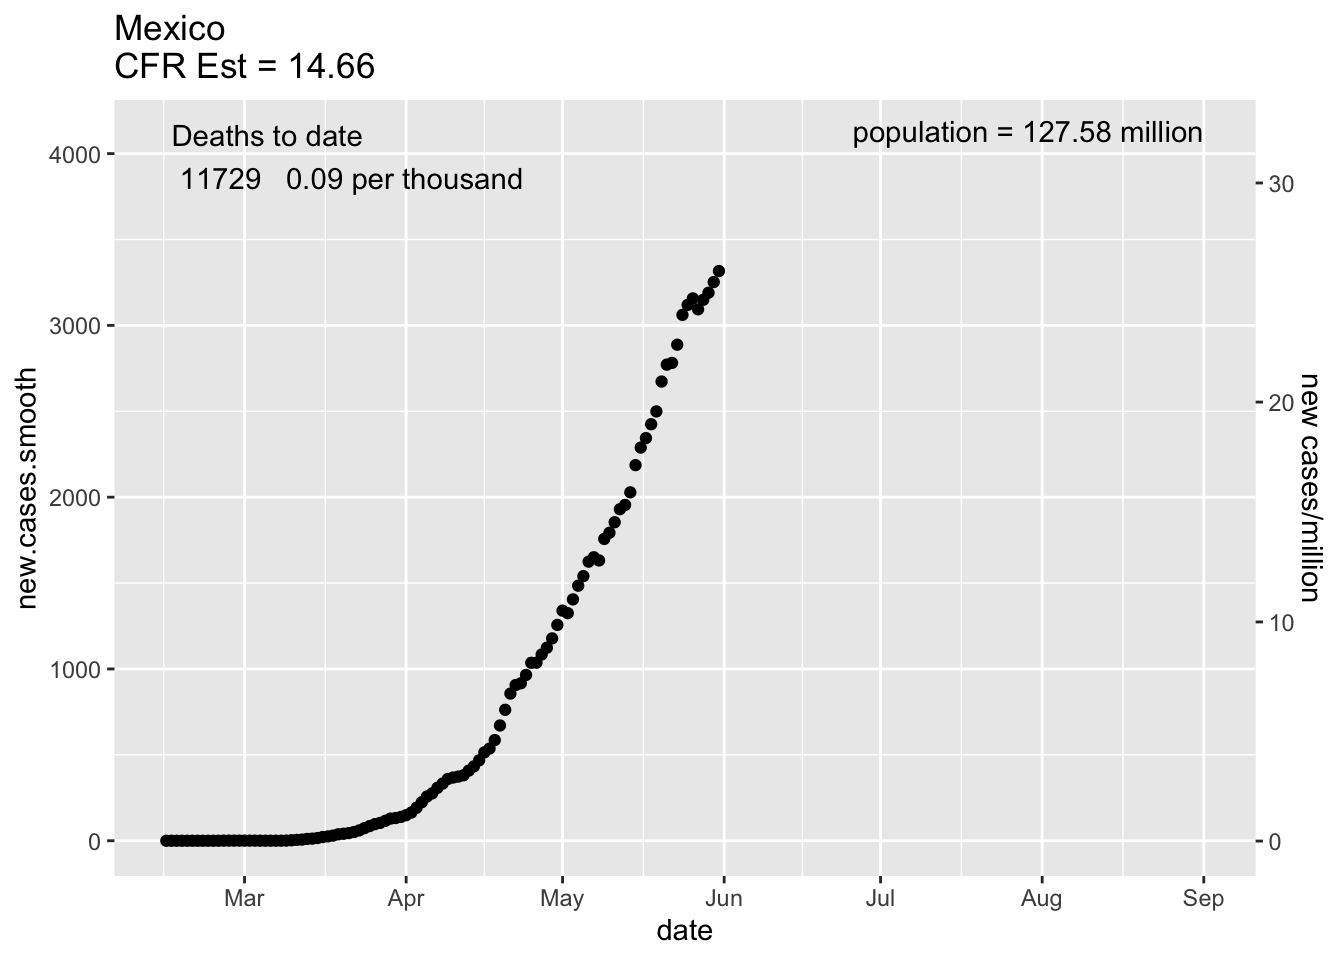 Mexico
CFR Est = 14.66
Deaths to date
11729 0.09 per thousand
population = 127.58 million
4000
3000
2000
1000
0
30
20
10
0
new.cases.smooth
new cases/million
Mar Apr May Jun Jul Aug Sep
date